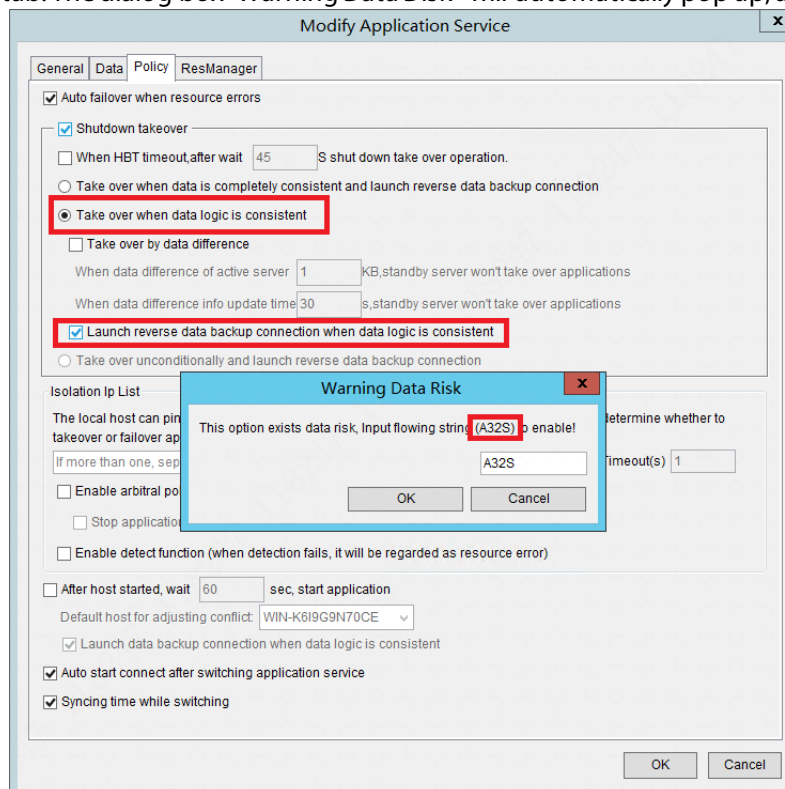 Modify Application Service
x
General Data Policy ResManager
Auto failover when resource errors
Shutdown takeover
When HBT timeout,after wait 45 S shut down take over operation.
Take over when data is completely consistent and launch reverse data backup connection
Take over when data logic is consistent
Take over by data difference
When data difference of active server 1 KB,standby server won't take over applications
When data difference info update time 30 s,standby server won't take over applications
Launch reverse data backup connection when data logic is consistent
Take over unconditionally and launch reverse data backup connection
Isolation Ip List
Warning Data Risk
x
The local host can pin
determine whether to
takeover or failover ap
This option exists data risk, Input flowing string (A32S) to enable!
If more than one, sep
A32S
Timeout(s) 1
Enable arbitral po
OK Cancel
Stop application
Enable detect function (when detection fails, it will be regarded as resource error)
After host started, wait 60 sec, start application
Default host for adjusting conflict: WIN-K6I9G9N70CE
Launch data backup connection when data logic is consistent
Auto start connect after switching application service
Syncing time while switching
OK Cancel